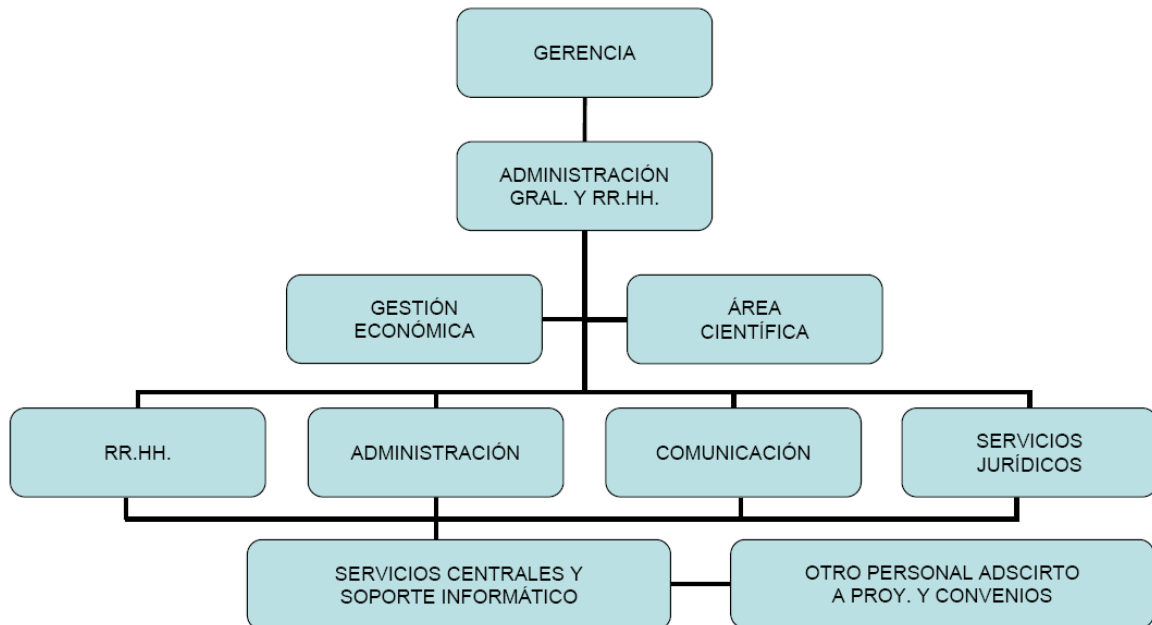 GERENCIA
ADMINISTRACIÓN
GRAL. Y RR.HH.
GESTIÓN
ECONÓMICA
ÁREA
CIENTÍFICA
RR.HH.
ADMINISTRACIÓN
COMUNICACIÓN
SERVICIOS
JURÍDICOS
SERVICIOS CENTRALES Y
SOPORTE INFORMÁTICO
OTRO PERSONAL ADSCIRTO
A PROY. Y CONVENIOS